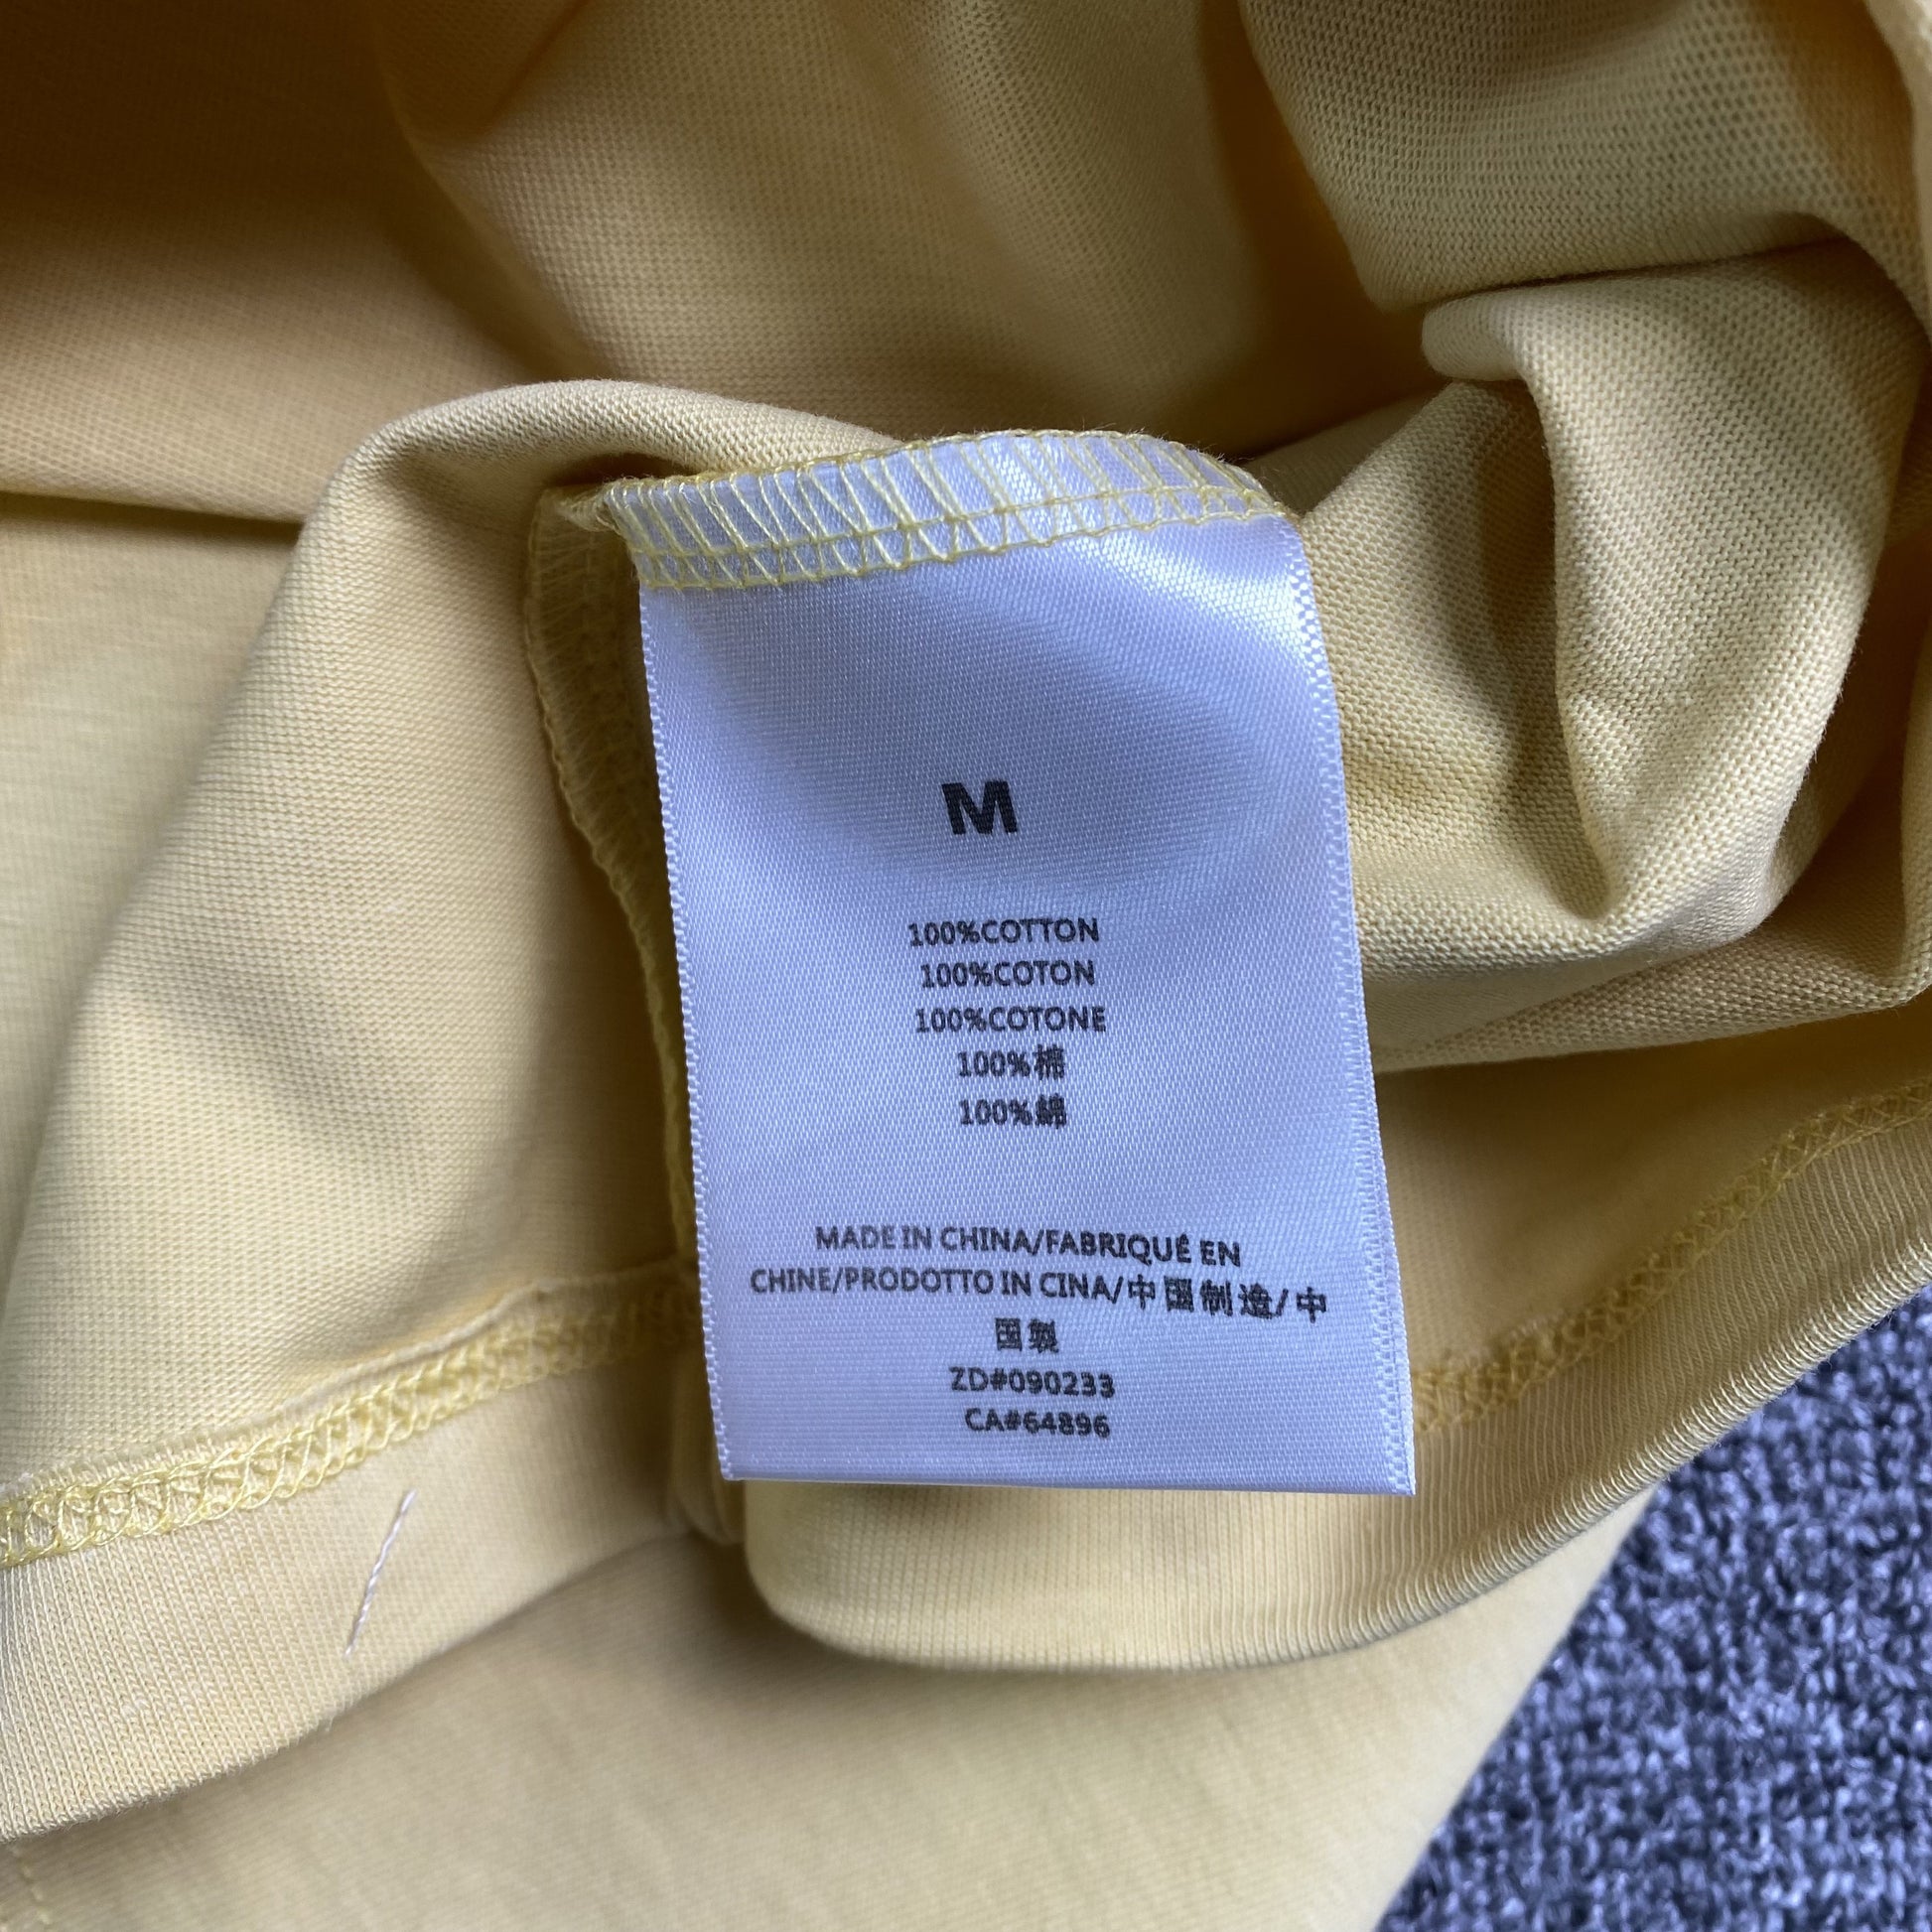 M
100%COTTON
100%COTON
100%COTONE
100%棉
100%綿
MADE IN CHINA/FABRIQUÉ EN
CHINE/PRODOTTO IN CINA/中国制造/中
国製
ZD#090233
CA#64896